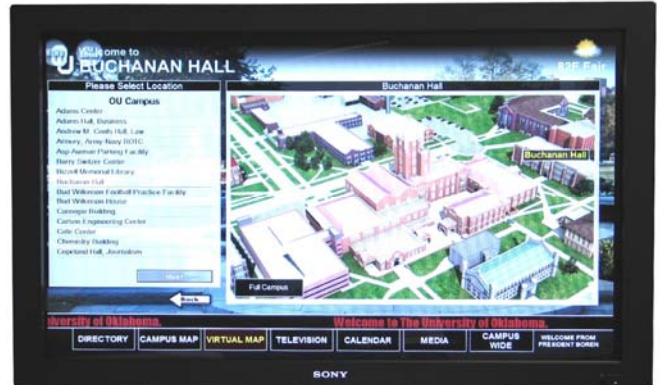 Welcome to
BUCHANAN HALL
82F Fair
Please Select Location
OU Campus
Adams Center
Adams Hall, Business
Andrew M. Coats Hall, Law
Armory, Army-Navy ROTC
Asp Avenue Parking Facility
Barry Switzer Center
Bizzell Memorial Library
Buchanan Hall
Bud Wilkinson Football Practice Facility
Bud Wilkinson House
Carnegie Building
Carson Engineering Center
Cate Center
Chemistry Building
Copeland Hall, Journalism
Next
Back
Buchanan Hall
Buchanan Hall
Full Campus
iversity of Oklahoma. Welcome to The University of Oklahoma.
DIRECTORY
CAMPUS MAP
VIRTUAL MAP
TELEVISION
CALENDAR
MEDIA
CAMPUS
WIDE
WELCOME FROM
PRESIDENT BOREN
SONY